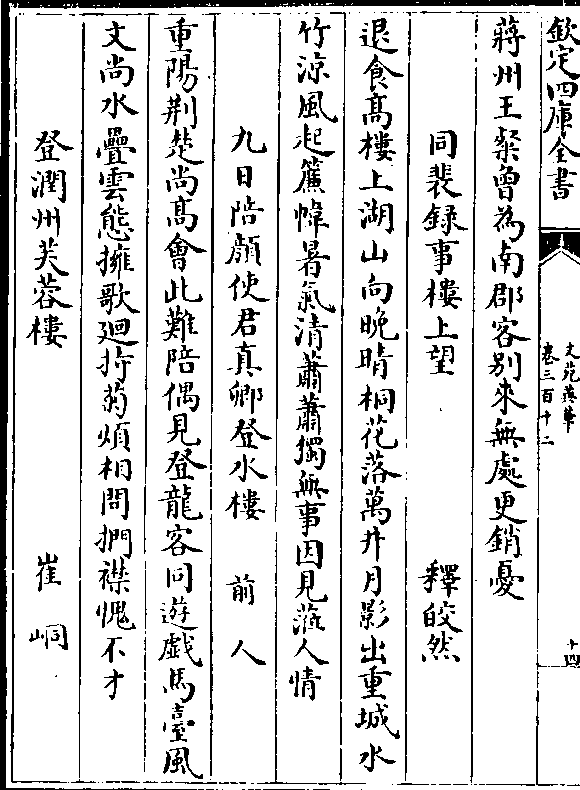 欽定四庫全書
文苑英華
卷三百十二
十四
蔣州王粲曾為南郡客別來無處更銷憂
同裴録事樓上望 釋皎然
退食髙樓上湖山向晚晴桐花落萬井月影出重城水
竹涼風起簾幃暑氣清蕭蕭獨無事因見蒞人情
九日陪顔使君真卿登水樓 前人
重陽荆楚尚髙會此難陪偶見登龍客同遊戯馬臺風
文尚水疊雲態擁歌廻持菊煩相問捫襟愧不才
登潤州芙蓉樓 崔峒